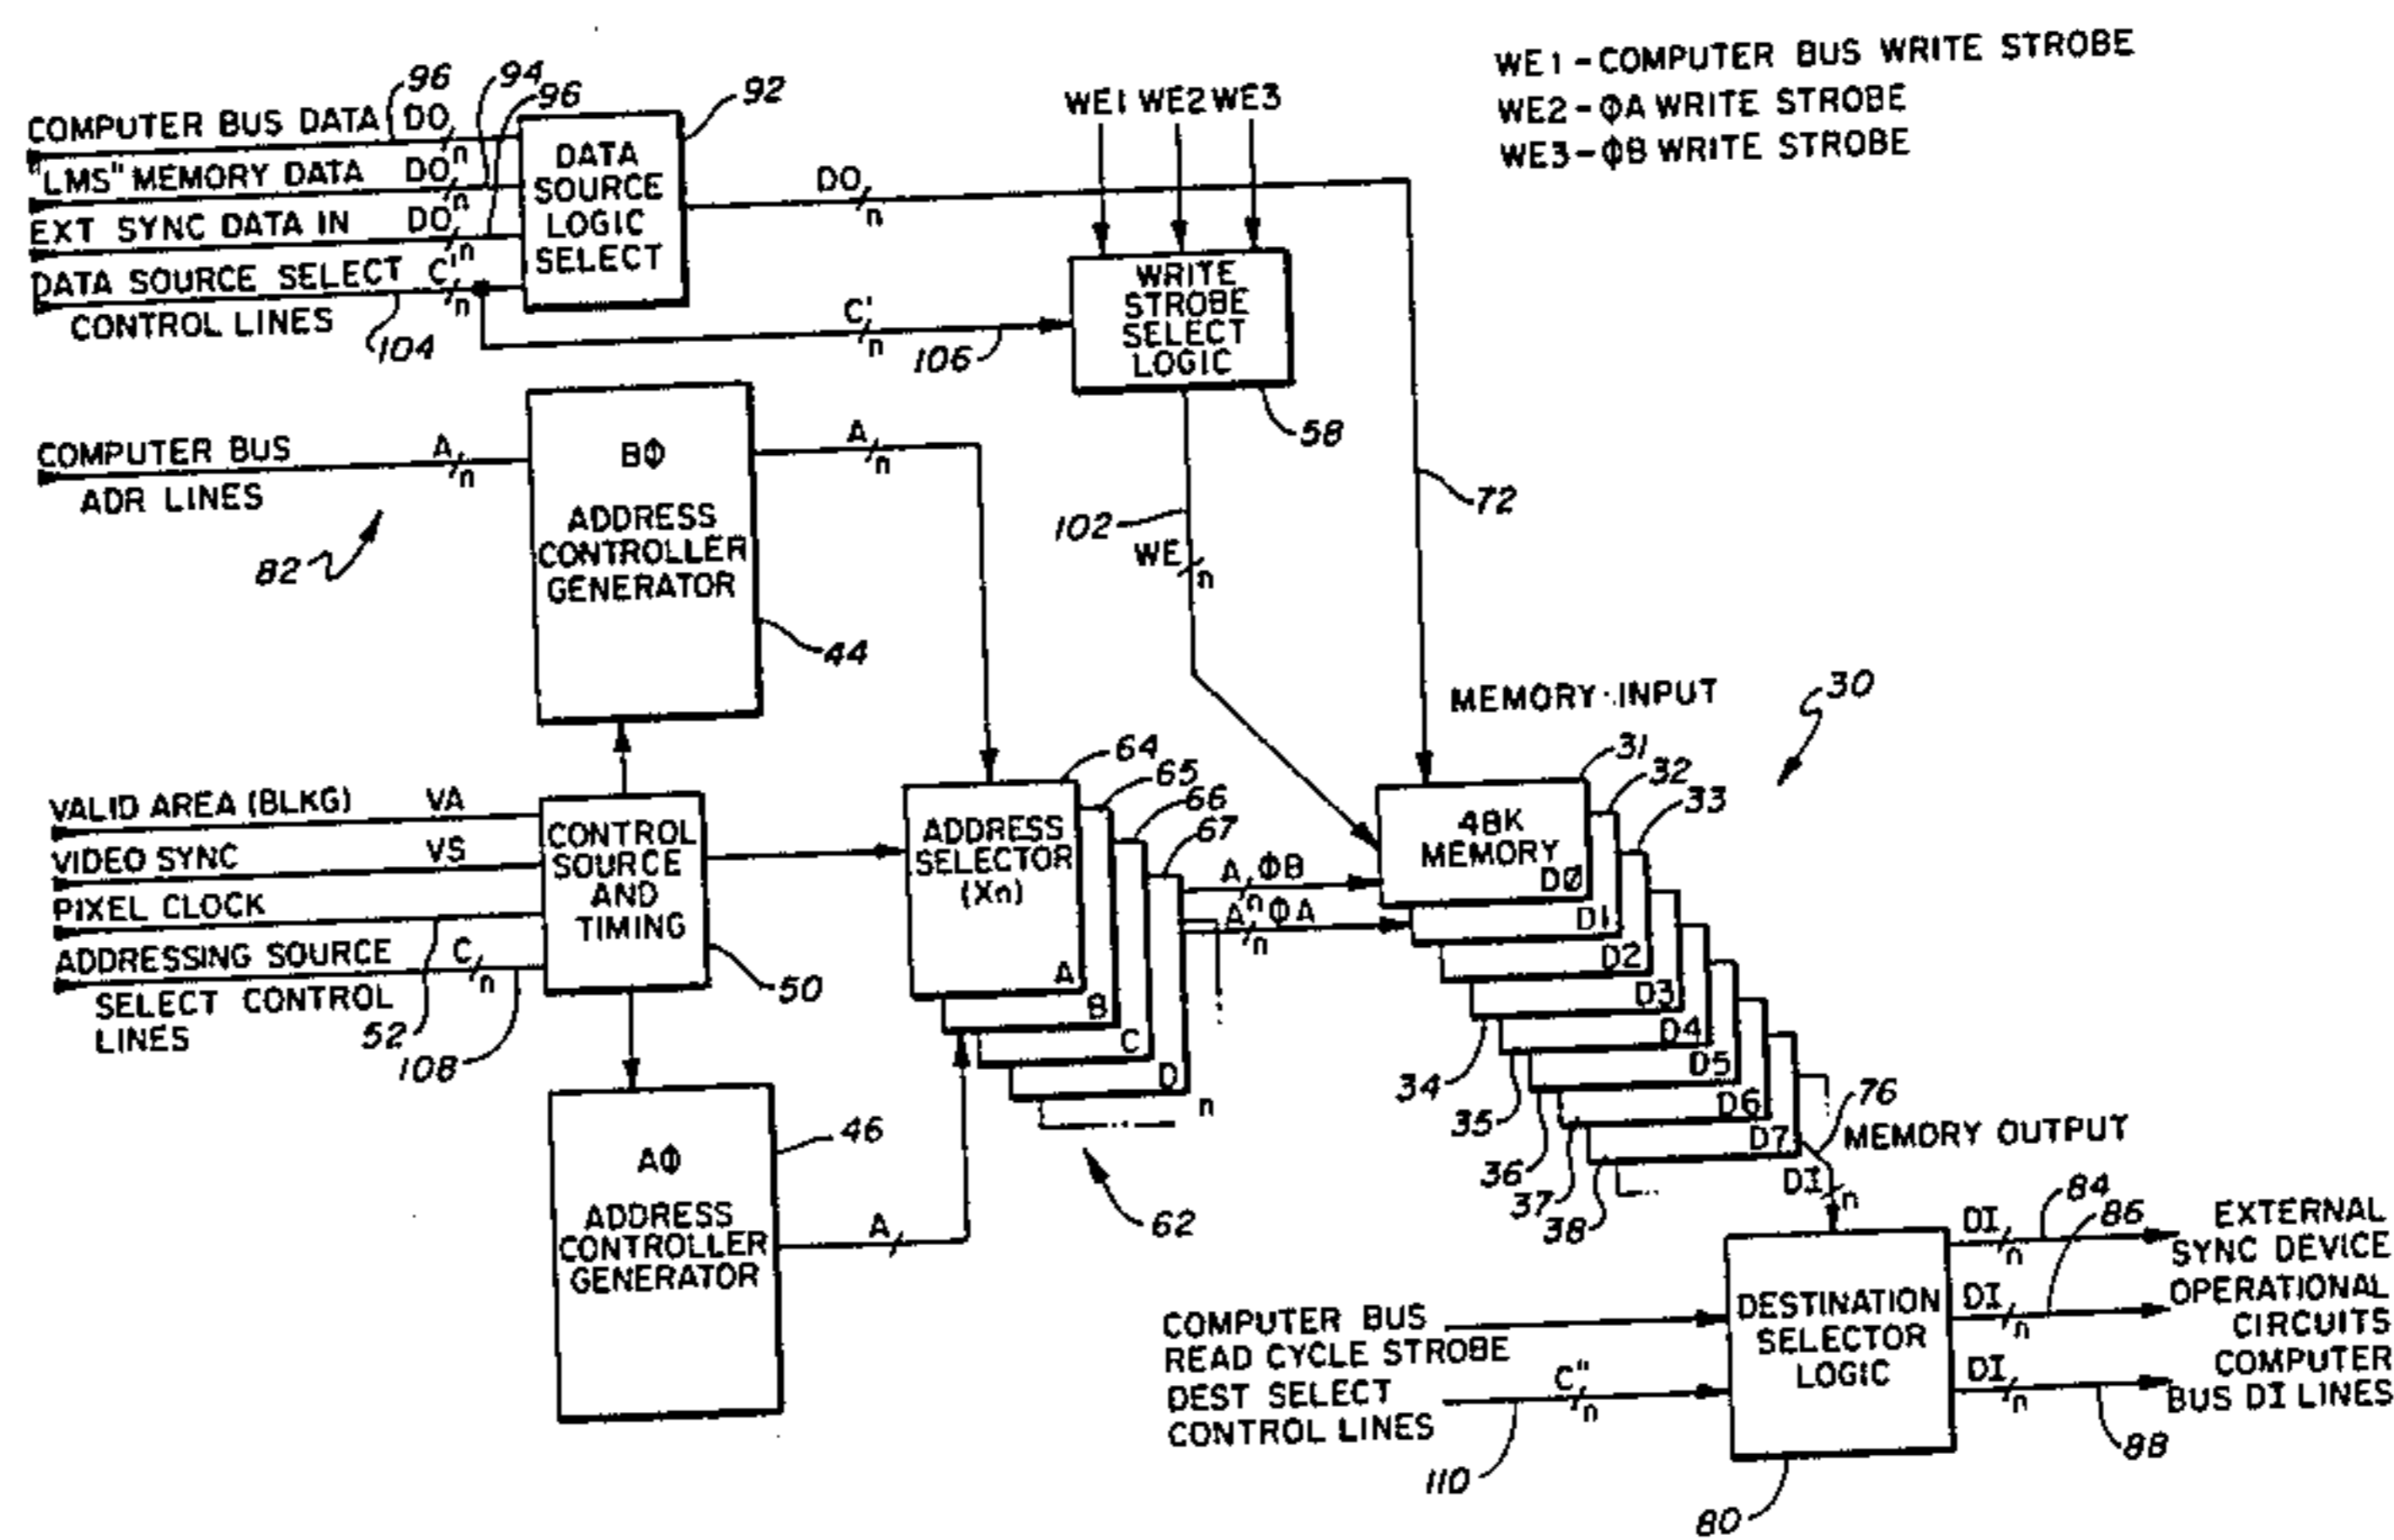 WE1 - COMPUTER BUS WRITE STROBE
WE2 - ΦA WRITE STROBE
WE3 - ΦB WRITE STROBE
WE1 WE2 WE3
96
94
96
92
COMPUTER BUS DATA DO n
"LMS" MEMORY DATA DO n
EXT SYNC DATA IN DO n
DATA SOURCE SELECT C' n
CONTROL LINES
104
DATA
SOURCE
LOGIC
SELECT
DO n
C' n
106
WRITE
STROBE
SELECT
LOGIC
58
72
102
WE n
COMPUTER BUS A n
ADR LINES
82
BΦ
ADDRESS
CONTROLLER
GENERATOR
44
A n
VALID AREA (BLKG) VA
VIDEO SYNC VS
PIXEL CLOCK
ADDRESSING SOURCE C n
SELECT CONTROL
LINES
52
108
CONTROL
SOURCE
AND
TIMING
50
AΦ
ADDRESS
CONTROLLER
GENERATOR
46
A
ADDRESS
SELECTOR
(Xn)
A
B
C
D
n
64
65
66
67
62
A n ΦB
A n ΦA
MEMORY INPUT
30
31
32
33
48K
MEMORY
DØ
D1
D2
D3
D4
D5
D6
D7
34
35
36
37
38
76
MEMORY OUTPUT
DI n
COMPUTER BUS
READ CYCLE STROBE
DEST SELECT
CONTROL LINES
C" n
110
DESTINATION
SELECTOR
LOGIC
80
DI n
84
EXTERNAL
SYNC DEVICE
DI n
86
OPERATIONAL
CIRCUITS
DI n
88
COMPUTER
BUS DI LINES